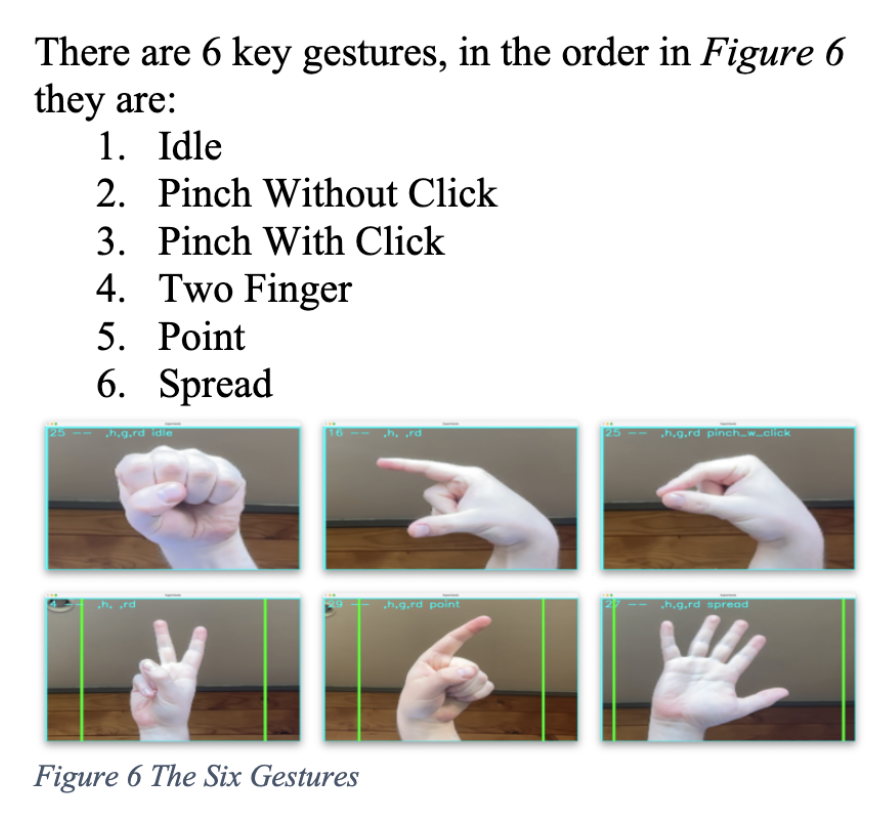 There are 6 key gestures, in the order in Figure 6
they are:
1. Idle
2. Pinch Without Click
3. Pinch With Click
4. Two Finger
5. Point
6. Spread
25 -- ,h,g,rd idle
16 -- ,h, ,rd
25 -- ,h,g,rd pinch_w_click
4 -- ,h, ,rd
29 -- ,h,g,rd point
27 -- ,h,g,rd spread
Figure 6 The Six Gestures